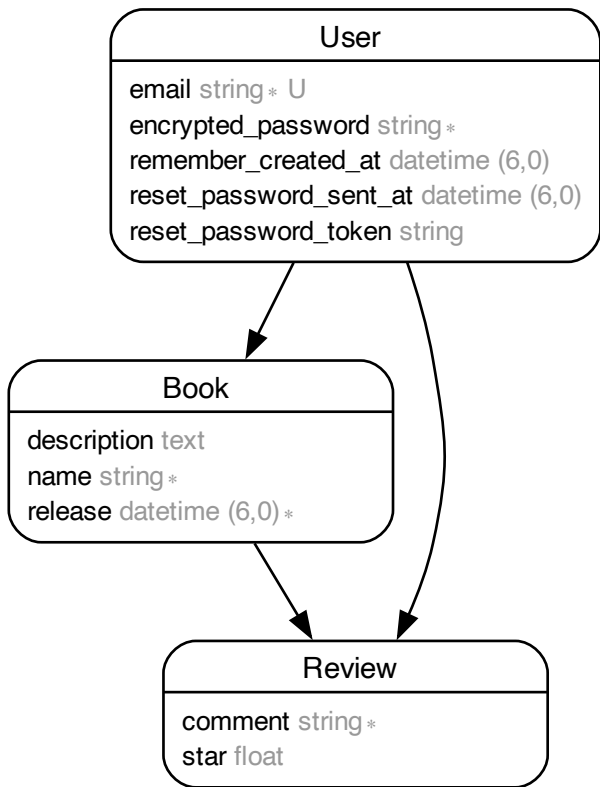 User
email string * U
encrypted_password string *
remember_created_at datetime (6,0)
reset_password_sent_at datetime (6,0)
reset_password_token string
Book
description text
name string *
release datetime (6,0) *
Review
comment string *
star float